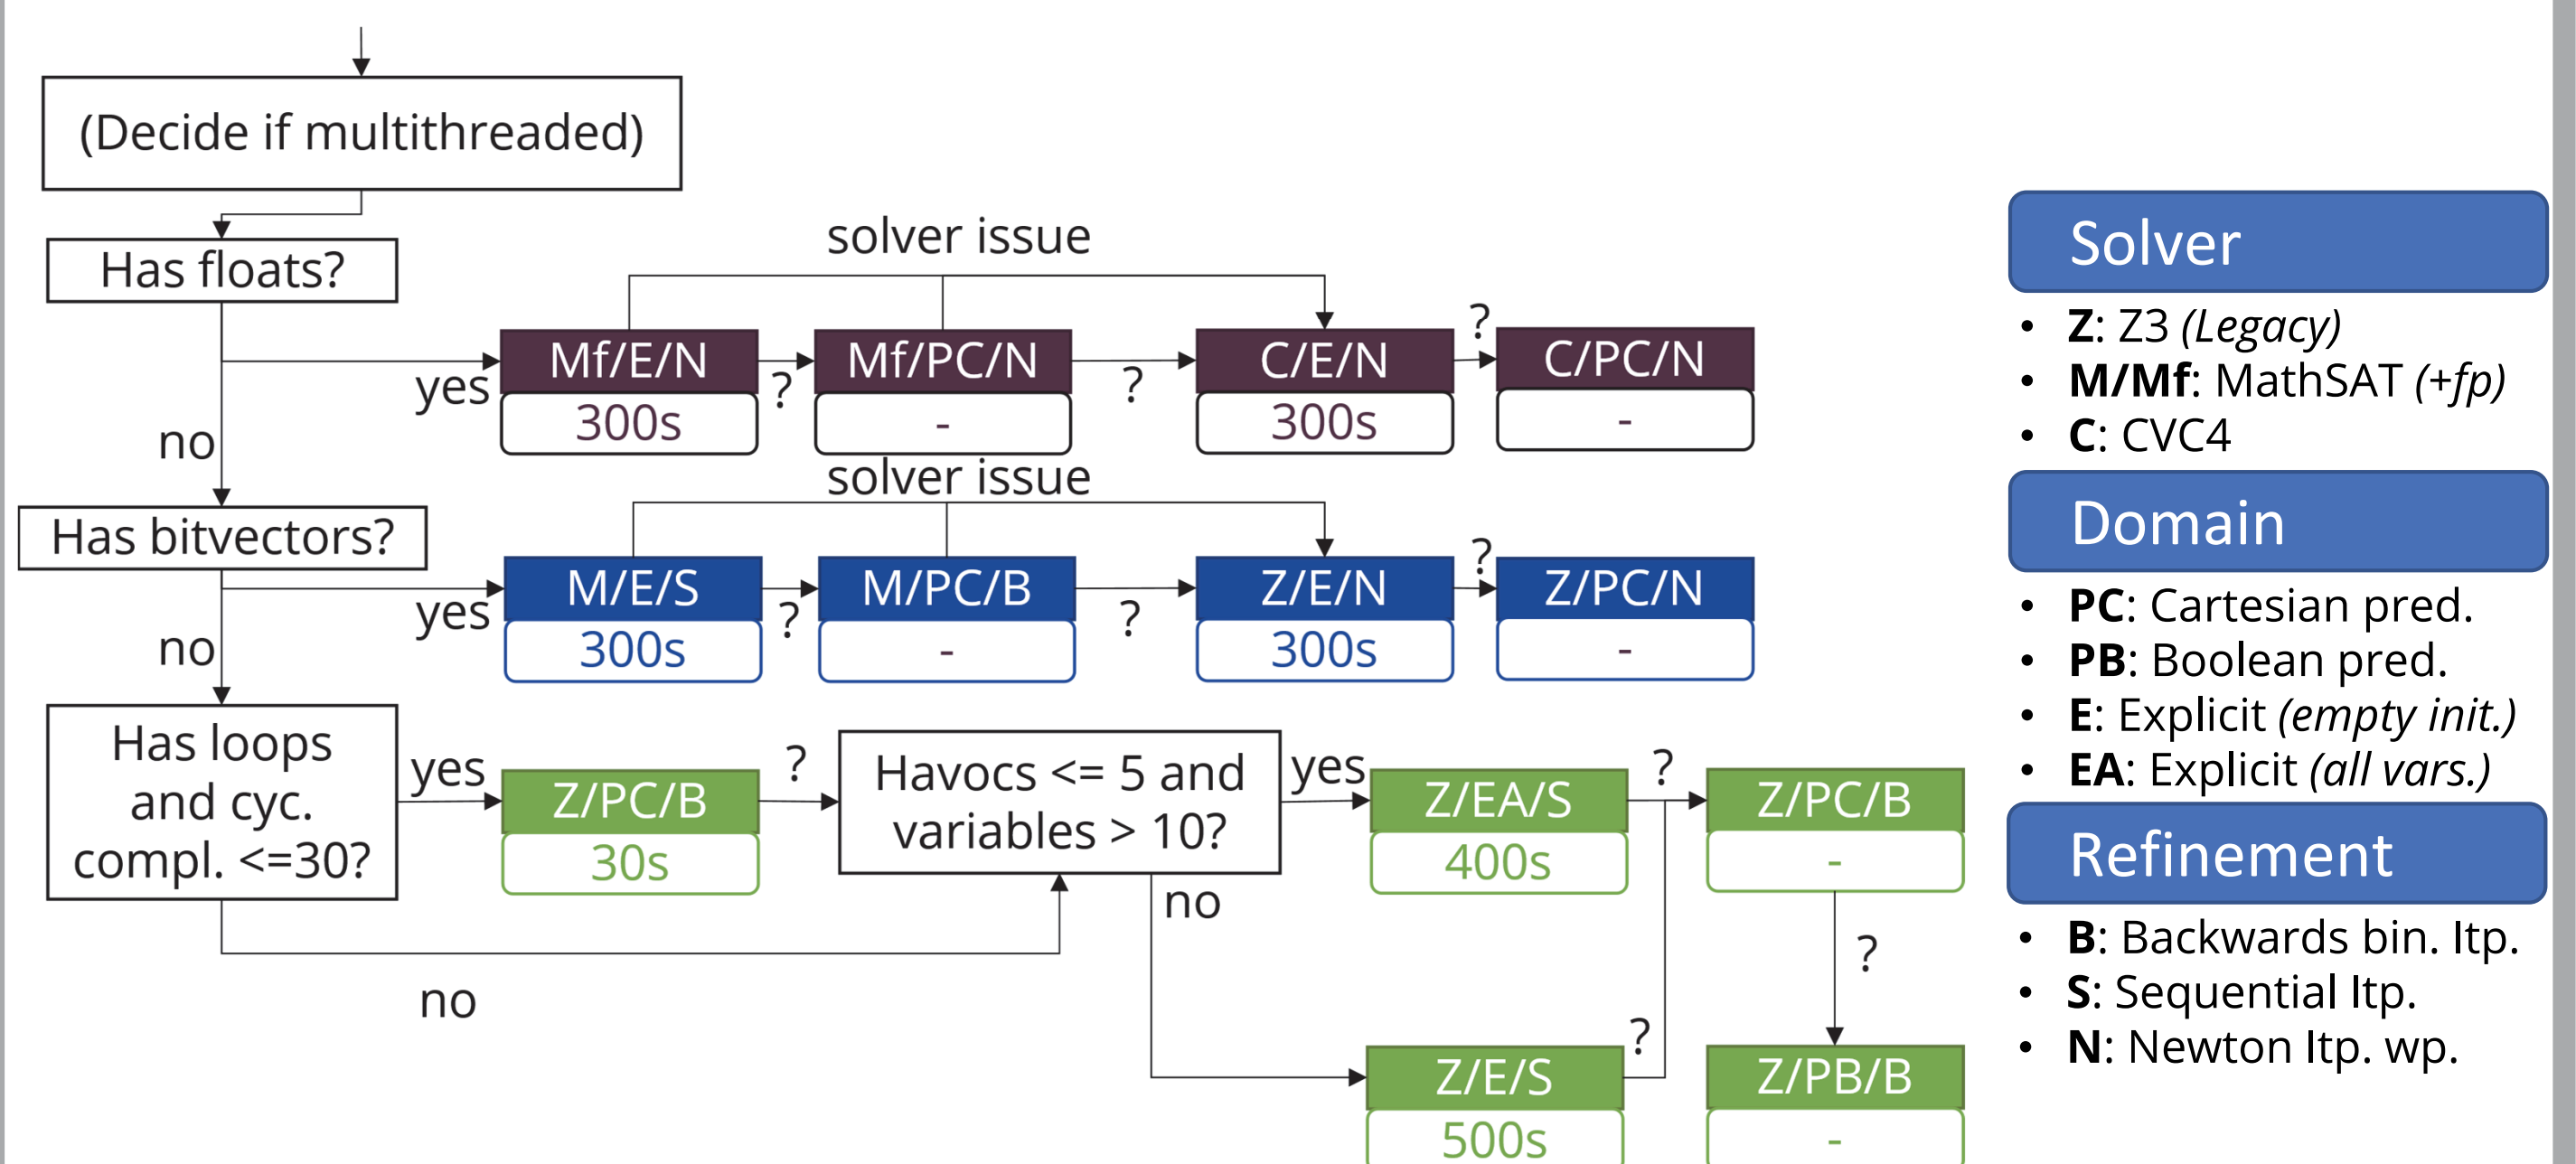 (Decide if multithreaded)
Has floats?
solver issue
yes
Mf/E/N
300s
?
Mf/PC/N
-
?
C/E/N
300s
?
C/PC/N
-
no
Has bitvectors?
solver issue
yes
M/E/S
300s
?
M/PC/B
-
?
Z/E/N
300s
?
Z/PC/N
-
no
Has loops
and cyc.
compl. <=30?
yes
Z/PC/B
30s
?
Havocs <= 5 and
variables > 10?
yes
Z/EA/S
400s
?
Z/PC/B
-
no
no
?
Z/E/S
500s
?
Z/PB/B
-
Solver
• Z: Z3 (Legacy)
• M/Mf: MathSAT (+fp)
• C: CVC4
Domain
• PC: Cartesian pred.
• PB: Boolean pred.
• E: Explicit (empty init.)
• EA: Explicit (all vars.)
Refinement
• B: Backwards bin. Itp.
• S: Sequential Itp.
• N: Newton Itp. wp.